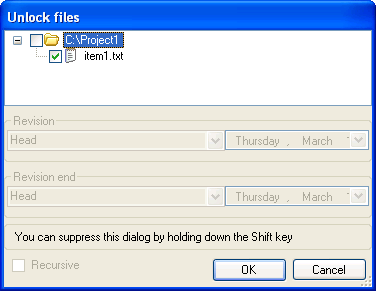 Unlock files
C:\Project1
item1.txt
Revision
Head
Thursday , March
Revision end
Head
Thursday , March
You can suppress this dialog by holding down the Shift key
Recursive
OK
Cancel